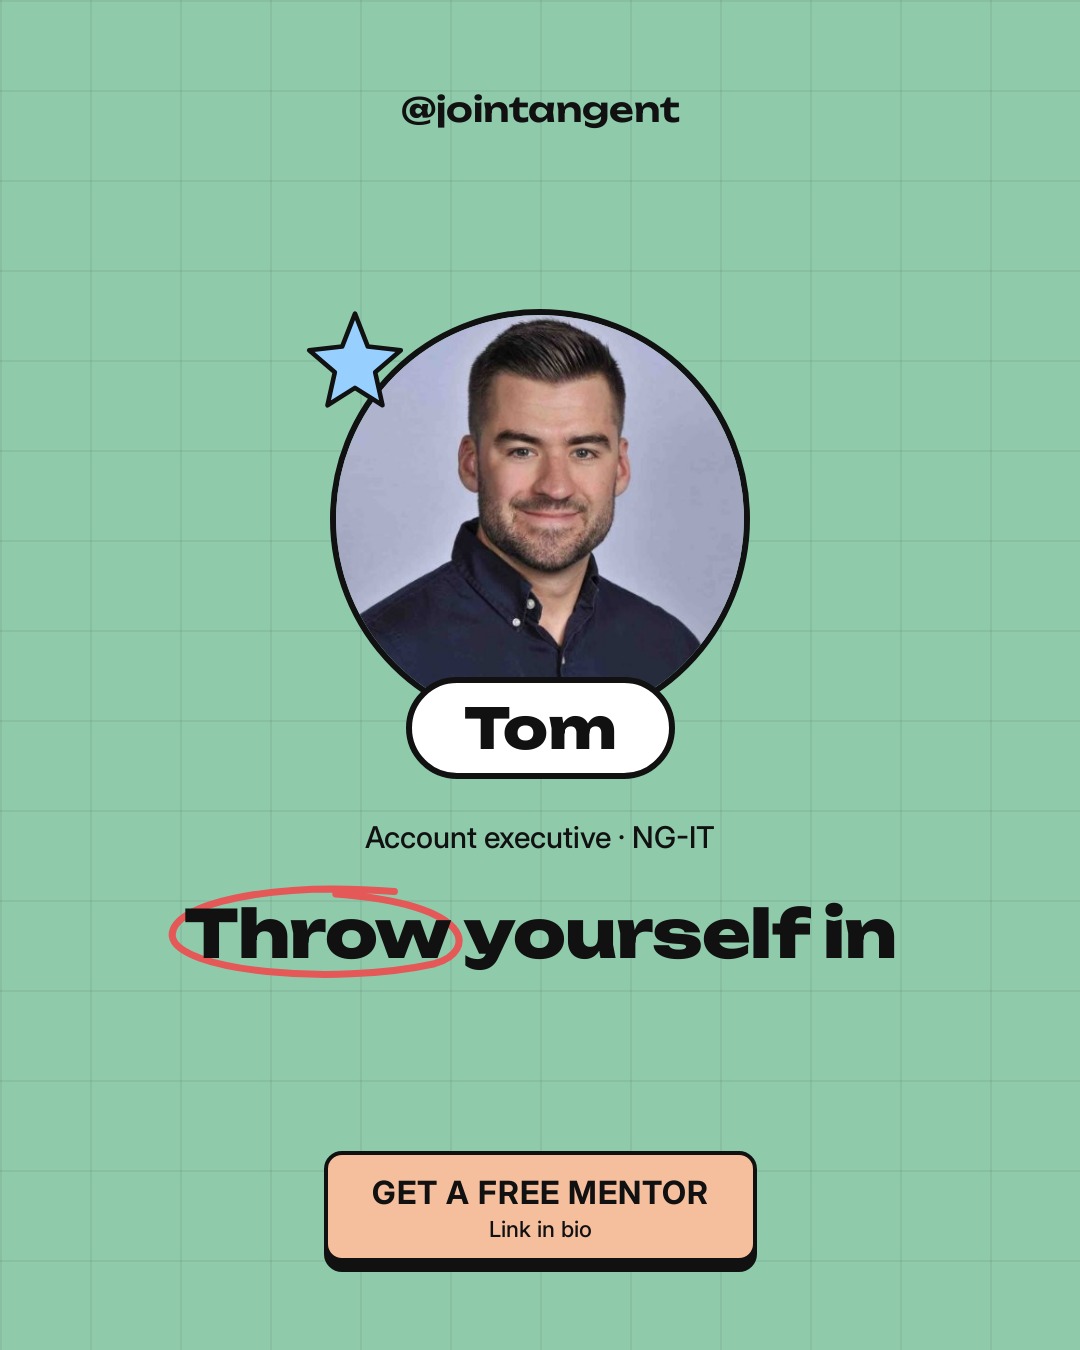 @jointangent
Tom
Account executive · NG-IT
Throw yourself in
GET A FREE MENTOR
Link in bio